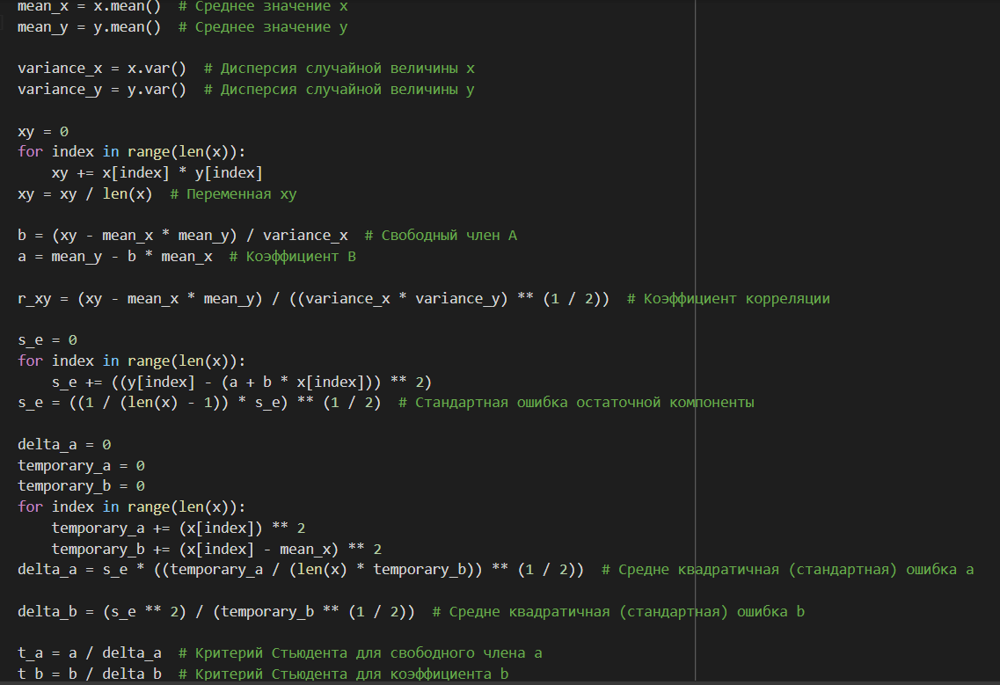 mean_x = x.mean()  # Среднее значение x
mean_y = y.mean()  # Среднее значение y

variance_x = x.var()  # Дисперсия случайной величины x
variance_y = y.var()  # Дисперсия случайной величины y

xy = 0
for index in range(len(x)):
    xy += x[index] * y[index]
xy = xy / len(x)  # Переменная xy

b = (xy - mean_x * mean_y) / variance_x  # Свободный член A
a = mean_y - b * mean_x  # Коэффициент B

r_xy = (xy - mean_x * mean_y) / ((variance_x * variance_y) ** (1 / 2))  # Коэффициент корреляции

s_e = 0
for index in range(len(x)):
    s_e += ((y[index] - (a + b * x[index])) ** 2)
s_e = ((1 / (len(x) - 1)) * s_e) ** (1 / 2)  # Стандартная ошибка остаточной компоненты

delta_a = 0
temporary_a = 0
temporary_b = 0
for index in range(len(x)):
    temporary_a += (x[index]) ** 2
    temporary_b += (x[index] - mean_x) ** 2
delta_a = s_e * ((temporary_a / (len(x) * temporary_b)) ** (1 / 2))  # Средне квадратичная (стандартная) ошибка a

delta_b = (s_e ** 2) / (temporary_b ** (1 / 2))  # Средне квадратичная (стандартная) ошибка b

t_a = a / delta_a  # Критерий Стьюдента для свободного члена a
t_b = b / delta_b  # Критерий Стьюдента для коэффициента b